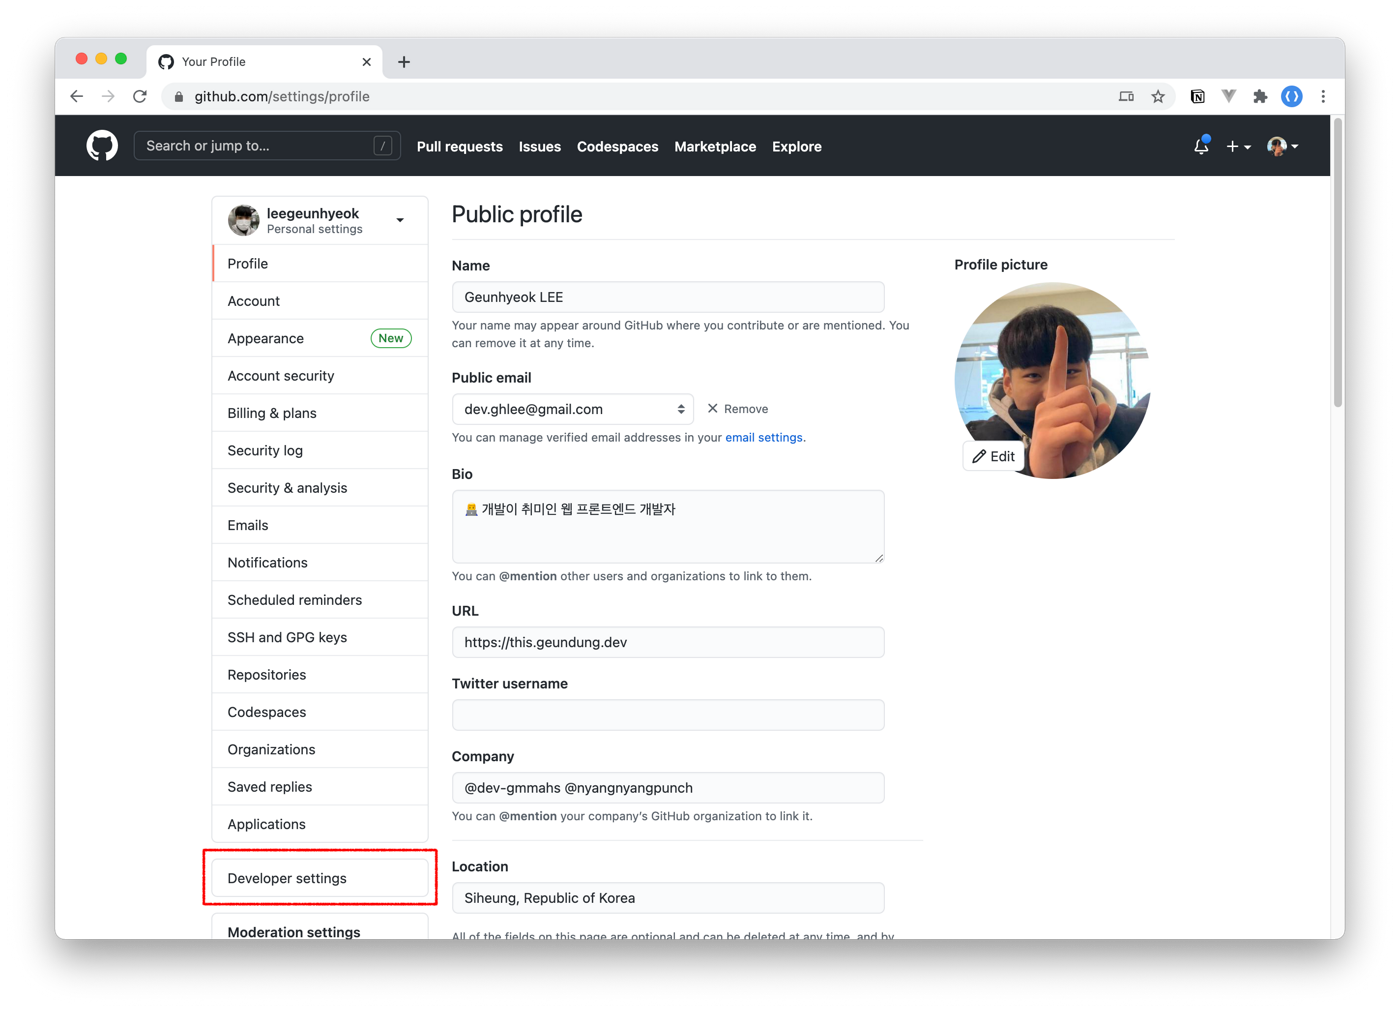 Your Profile
github.com/settings/profile
Search or jump to... /
Pull requests Issues Codespaces Marketplace Explore
leegeunhyeok
Personal settings
Profile
Account
Appearance New
Account security
Billing & plans
Security log
Security & analysis
Emails
Notifications
Scheduled reminders
SSH and GPG keys
Repositories
Codespaces
Organizations
Saved replies
Applications
Developer settings
Moderation settings
Public profile
Name
Geunhyeok LEE
Your name may appear around GitHub where you contribute or are mentioned. You
can remove it at any time.
Public email
dev.ghlee@gmail.com Remove
You can manage verified email addresses in your email settings.
Bio
개발이 취미인 웹 프론트엔드 개발자
You can @mention other users and organizations to link to them.
URL
https://this.geundung.dev
Twitter username
Company
@dev-gmmahs @nyangnyangpunch
You can @mention your company's GitHub organization to link it.
Location
Siheung, Republic of Korea
All of the fields on this page are optional and can be deleted at any time, and by
Profile picture
Edit